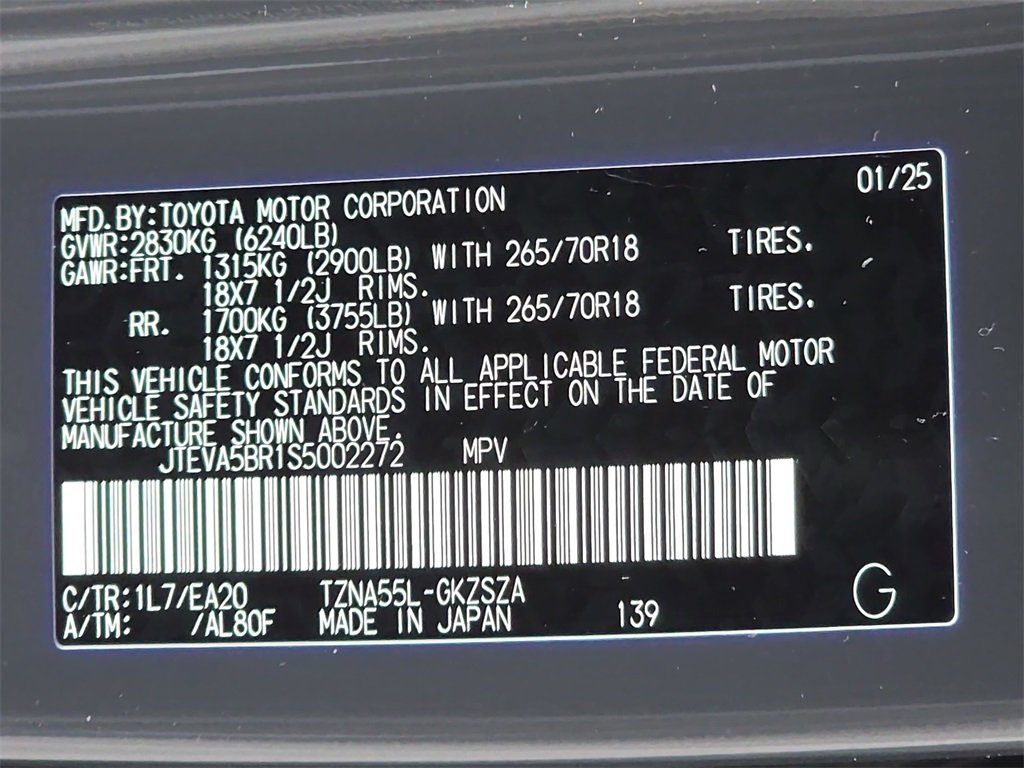 01/25
MFD.BY:TOYOTA MOTOR CORPORATION
GVWR:2830KG (6240LB)
GAWR:FRT. 1315KG (2900LB) WITH 265/70R18 TIRES.
18X7 1/2J RIMS.
RR. 1700KG (3755LB) WITH 265/70R18 TIRES.
18X7 1/2J RIMS.
THIS VEHICLE CONFORMS TO ALL APPLICABLE FEDERAL MOTOR
VEHICLE SAFETY STANDARDS IN EFFECT ON THE DATE OF
MANUFACTURE SHOWN ABOVE.
JTEVA5BR1S5002272 MPV
C/TR:1L7/EA20 TZNA55L-GKZSZA
A/TM: /AL80F MADE IN JAPAN 139 G